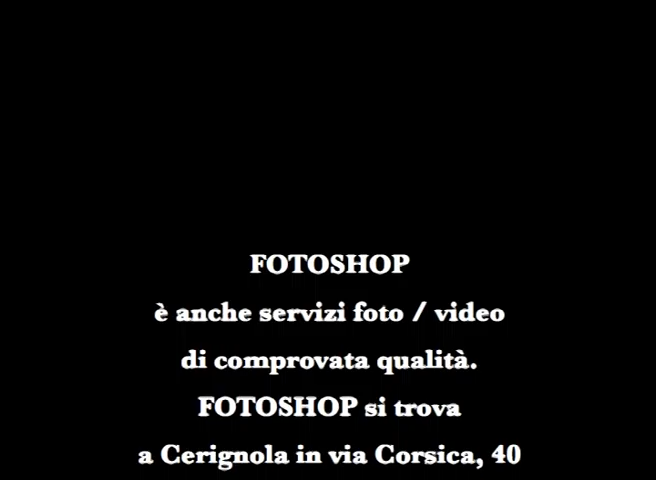 FOTOSHOP
è anche servizi foto / video
di comprovata qualità.
FOTOSHOP si trova
a Cerignola in via Corsica, 40